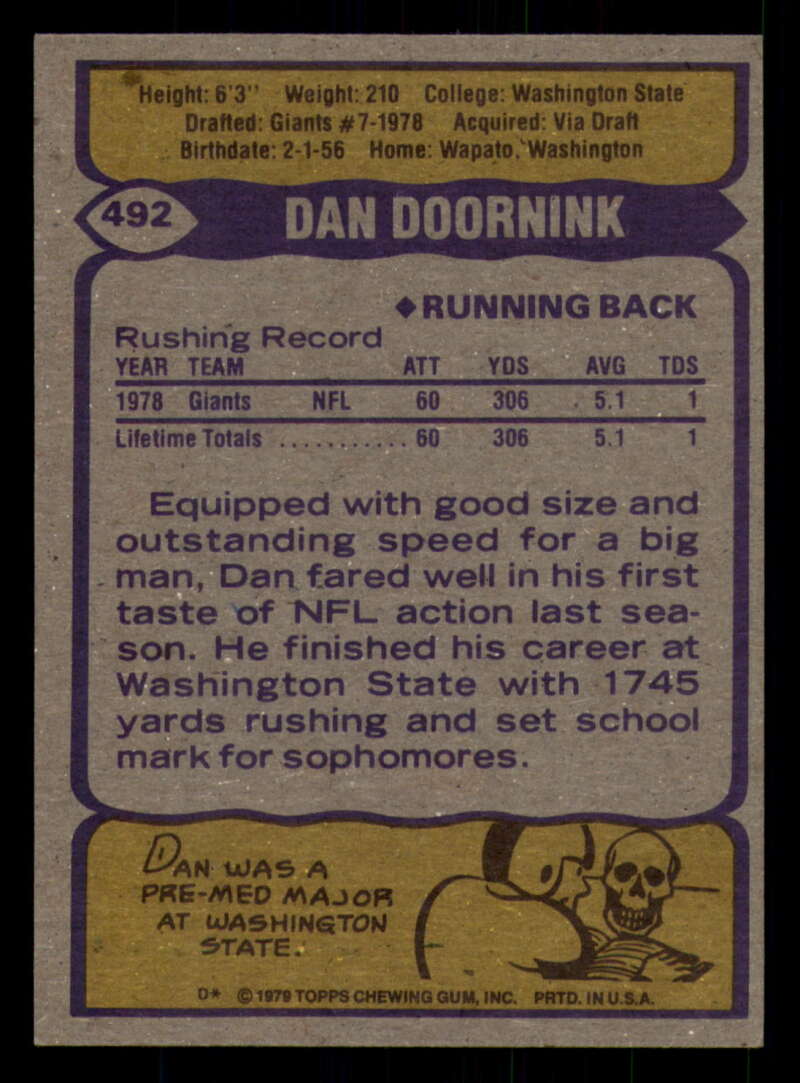 Height: 6'3" Weight: 210 College: Washington State
Drafted: Giants #7-1978 Acquired: Via Draft
Birthdate: 2-1-56 Home: Wapato, Washington
492 DAN DOORNINK
◆RUNNING BACK
Rushing Record
YEAR TEAM ATT YDS AVG TDS
1978 Giants NFL 60 306 5.1 1
Lifetime Totals ........... 60 306 5.1 1
Equipped with good size and
outstanding speed for a big
man, Dan fared well in his first
taste of NFL action last sea-
son. He finished his career at
Washington State with 1745
yards rushing and set school
mark for sophomores.
DAN WAS A
PRE-MED MAJOR
AT WASHINGTON
STATE.
D* © 1979 TOPPS CHEWING GUM, INC. PRTD. IN U.S.A.